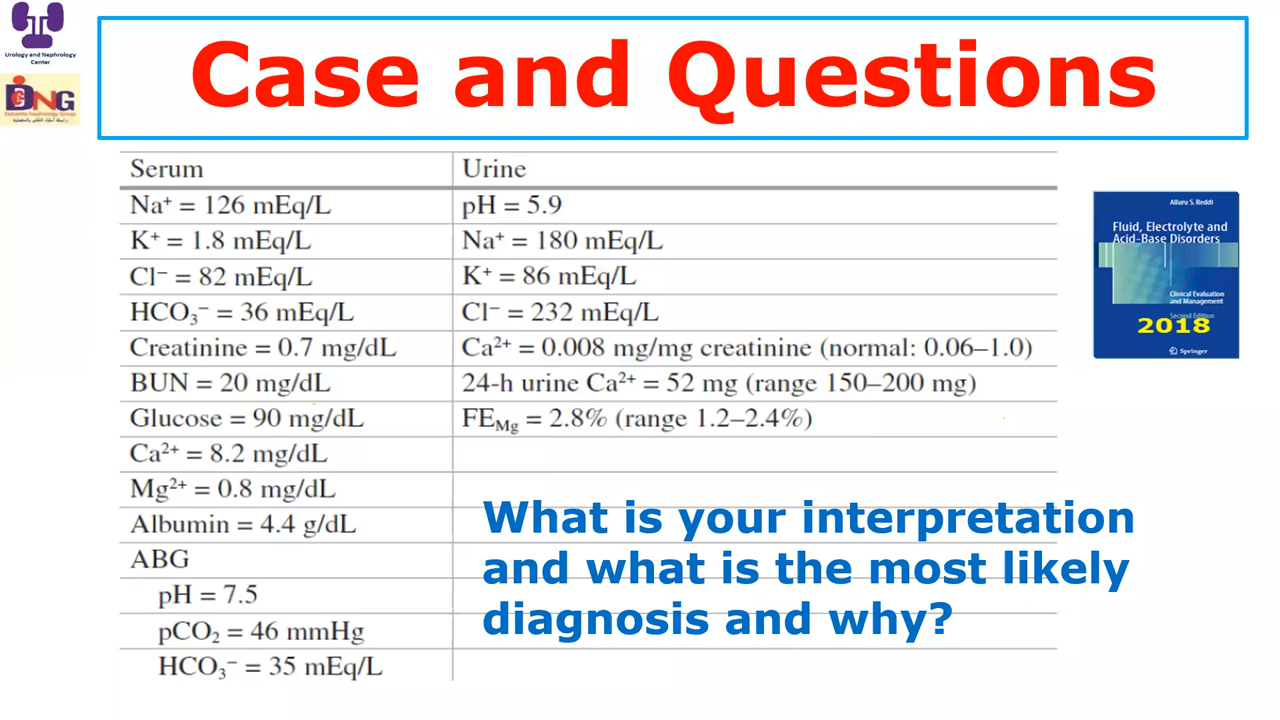 Urology and Nephrology
Center
Case and Questions
Serum Urine
Na⁺ = 126 mEq/L pH = 5.9
K⁺ = 1.8 mEq/L Na⁺ = 180 mEq/L
Cl⁻ = 82 mEq/L K⁺ = 86 mEq/L
HCO₃⁻ = 36 mEq/L Cl⁻ = 232 mEq/L
Creatinine = 0.7 mg/dL Ca²⁺ = 0.008 mg/mg creatinine (normal: 0.06–1.0)
BUN = 20 mg/dL 24-h urine Ca²⁺ = 52 mg (range 150–200 mg)
Glucose = 90 mg/dL FEMg = 2.8% (range 1.2–2.4%)
Ca²⁺ = 8.2 mg/dL
Mg²⁺ = 0.8 mg/dL
Albumin = 4.4 g/dL
ABG
pH = 7.5
pCO₂ = 46 mmHg
HCO₃⁻ = 35 mEq/L
What is your interpretation
and what is the most likely
diagnosis and why?
Alluru S. Reddi
Fluid, Electrolyte and
Acid-Base Disorders
Clinical Evaluation
and Management
Second Edition
2018
Springer